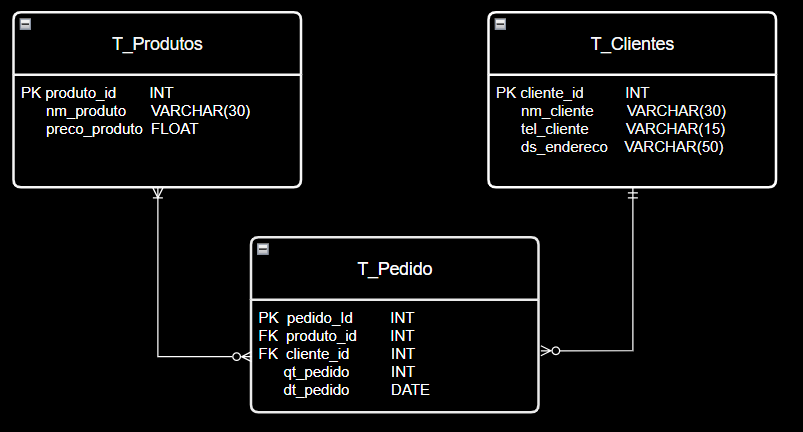 T_Produtos
PK produto_id INT
nm_produto VARCHAR(30)
preco_produto FLOAT
T_Clientes
PK cliente_id INT
nm_cliente VARCHAR(30)
tel_cliente VARCHAR(15)
ds_endereco VARCHAR(50)
T_Pedido
PK pedido_Id INT
FK produto_id INT
FK cliente_id INT
qt_pedido INT
dt_pedido DATE